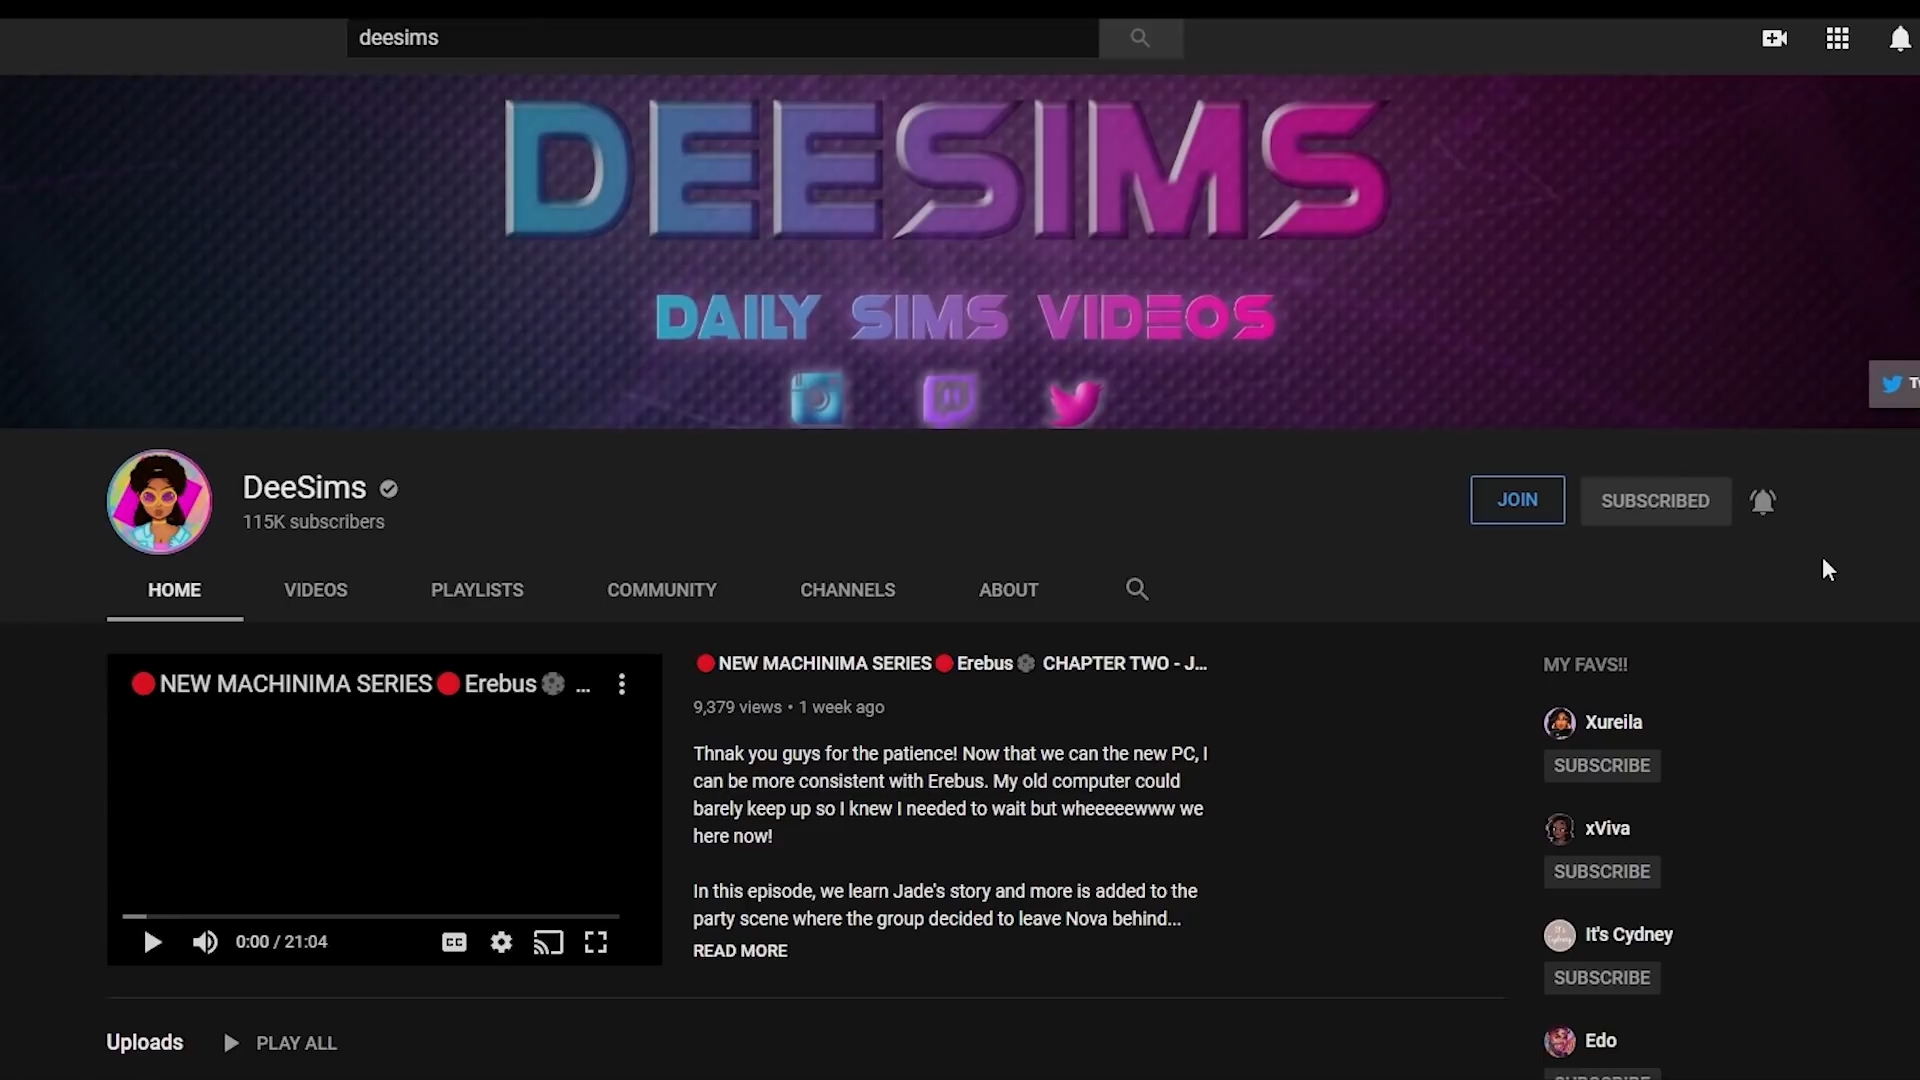 deesims
DEESIMS
DAILY SIMS VIDEOS
DeeSims
115K subscribers
JOIN
SUBSCRIBED
HOME
VIDEOS
PLAYLISTS
COMMUNITY
CHANNELS
ABOUT
NEW MACHINIMA SERIES Erebus ...
0:00 / 21:04
CC
NEW MACHINIMA SERIES Erebus CHAPTER TWO - J...
9,379 views • 1 week ago
Thnak you guys for the patience! Now that we can the new PC, I
can be more consistent with Erebus. My old computer could
barely keep up so I knew I needed to wait but wheeeeewww we
here now!
In this episode, we learn Jade's story and more is added to the
party scene where the group decided to leave Nova behind...
READ MORE
MY FAVS!!
Xureila
SUBSCRIBE
xViva
SUBSCRIBE
It's Cydney
SUBSCRIBE
Edo
Uploads
PLAY ALL